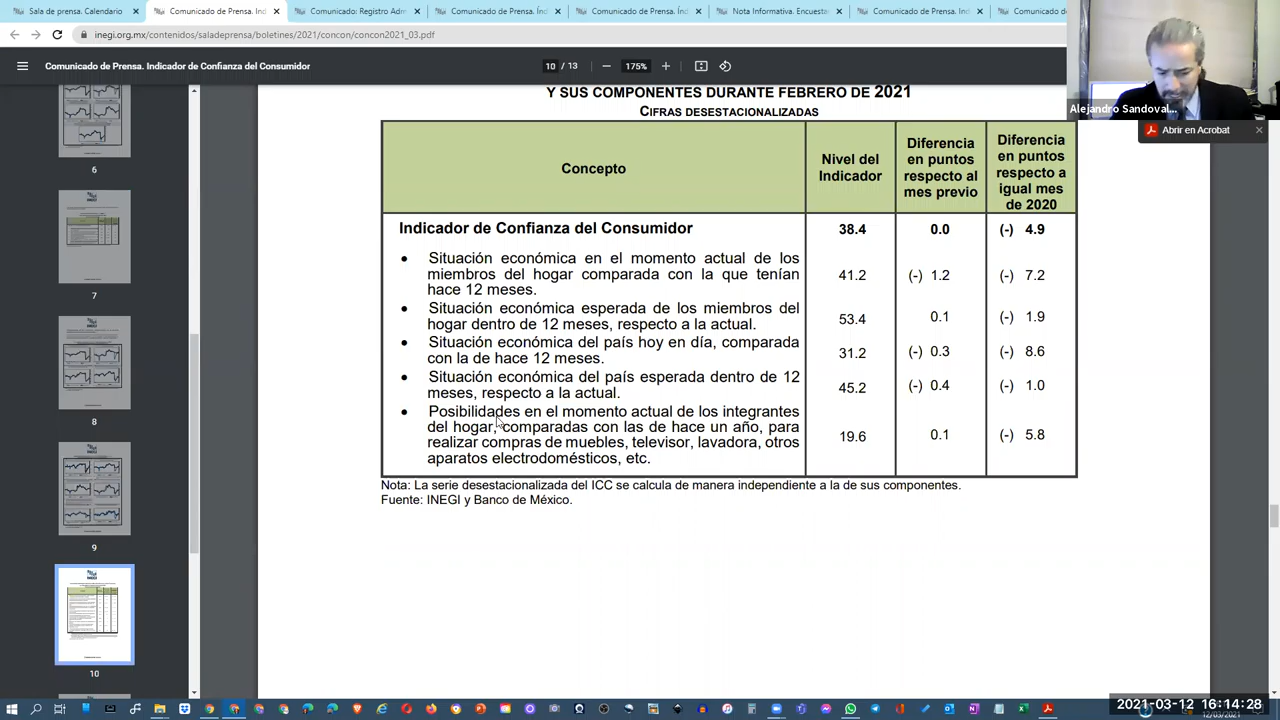 Sala de prensa. Calendario
Comunicado de Prensa. Ind
Comunicado: Registro Adm
Comunicado de Prensa. Índ
Comunicado de Prensa. Índ
Nota Informativa. Encuest
Comunicado de Prensa. Ind
Comunicado de
inegi.org.mx/contenidos/saladeprensa/boletines/2021/concon/concon2021_03.pdf
Comunicado de Prensa. Indicador de Confianza del Consumidor
10 / 13
175%
Alejandro Sandoval...
Abrir en Acrobat
6
7
8
9
10
Y SUS COMPONENTES DURANTE FEBRERO DE 2021
CIFRAS DESESTACIONALIZADAS
Concepto
Nivel del
Indicador
Diferencia
en puntos
respecto al
mes previo
Diferencia
en puntos
respecto a
igual mes
de 2020
Indicador de Confianza del Consumidor 38.4 0.0 (-) 4.9
• Situación económica en el momento actual de los
miembros del hogar comparada con la que tenían
hace 12 meses.
41.2 (-) 1.2 (-) 7.2
• Situación económica esperada de los miembros del
hogar dentro de 12 meses, respecto a la actual.
53.4 0.1 (-) 1.9
• Situación económica del país hoy en día, comparada
con la de hace 12 meses.
31.2 (-) 0.3 (-) 8.6
• Situación económica del país esperada dentro de 12
meses, respecto a la actual.
45.2 (-) 0.4 (-) 1.0
• Posibilidades en el momento actual de los integrantes
del hogar, comparadas con las de hace un año, para
realizar compras de muebles, televisor, lavadora, otros
aparatos electrodomésticos, etc.
19.6 0.1 (-) 5.8
Nota: La serie desestacionalizada del ICC se calcula de manera independiente a la de sus componentes.
Fuente: INEGI y Banco de México.
2021-03-12 16:14:28
12/03/2021